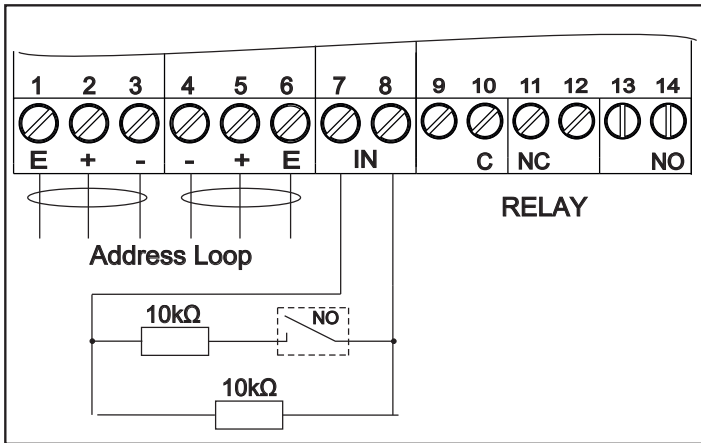 1 2 3 4 5 6 7 8 9 10 11 12 13 14
E + - - + E IN C NC NO
RELAY
Address Loop
10kΩ NO
10kΩ